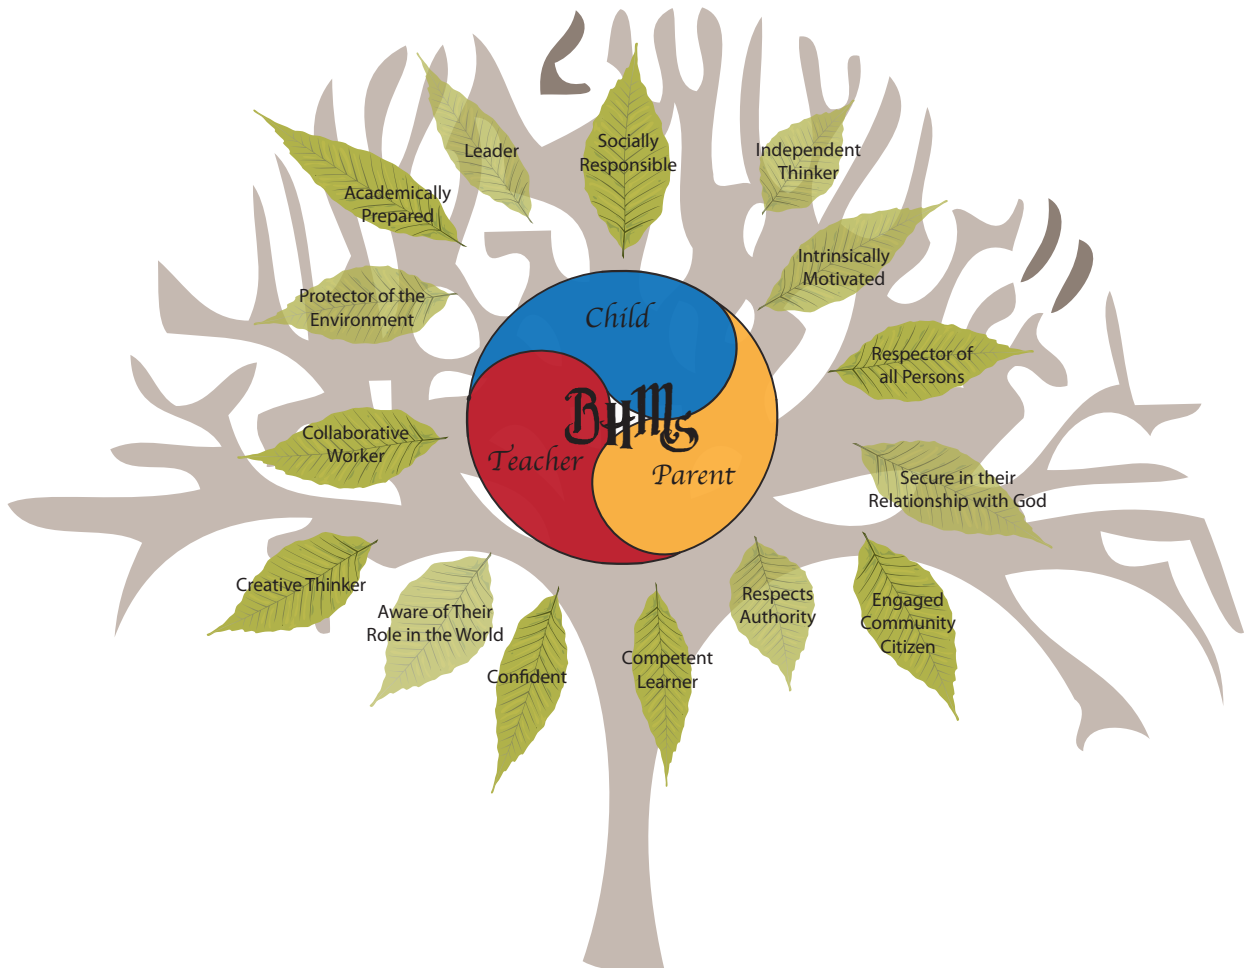 Leader
Socially
Responsible
Independent
Thinker
Academically
Prepared
Intrinsically
Motivated
Protector of the
Environment
Child
Respector of
all Persons
BHMS
Collaborative
Worker
Teacher
Parent
Secure in their
Relationship with God
Creative Thinker
Aware of Their
Role in the World
Confident
Competent
Learner
Respects
Authority
Engaged
Community
Citizen